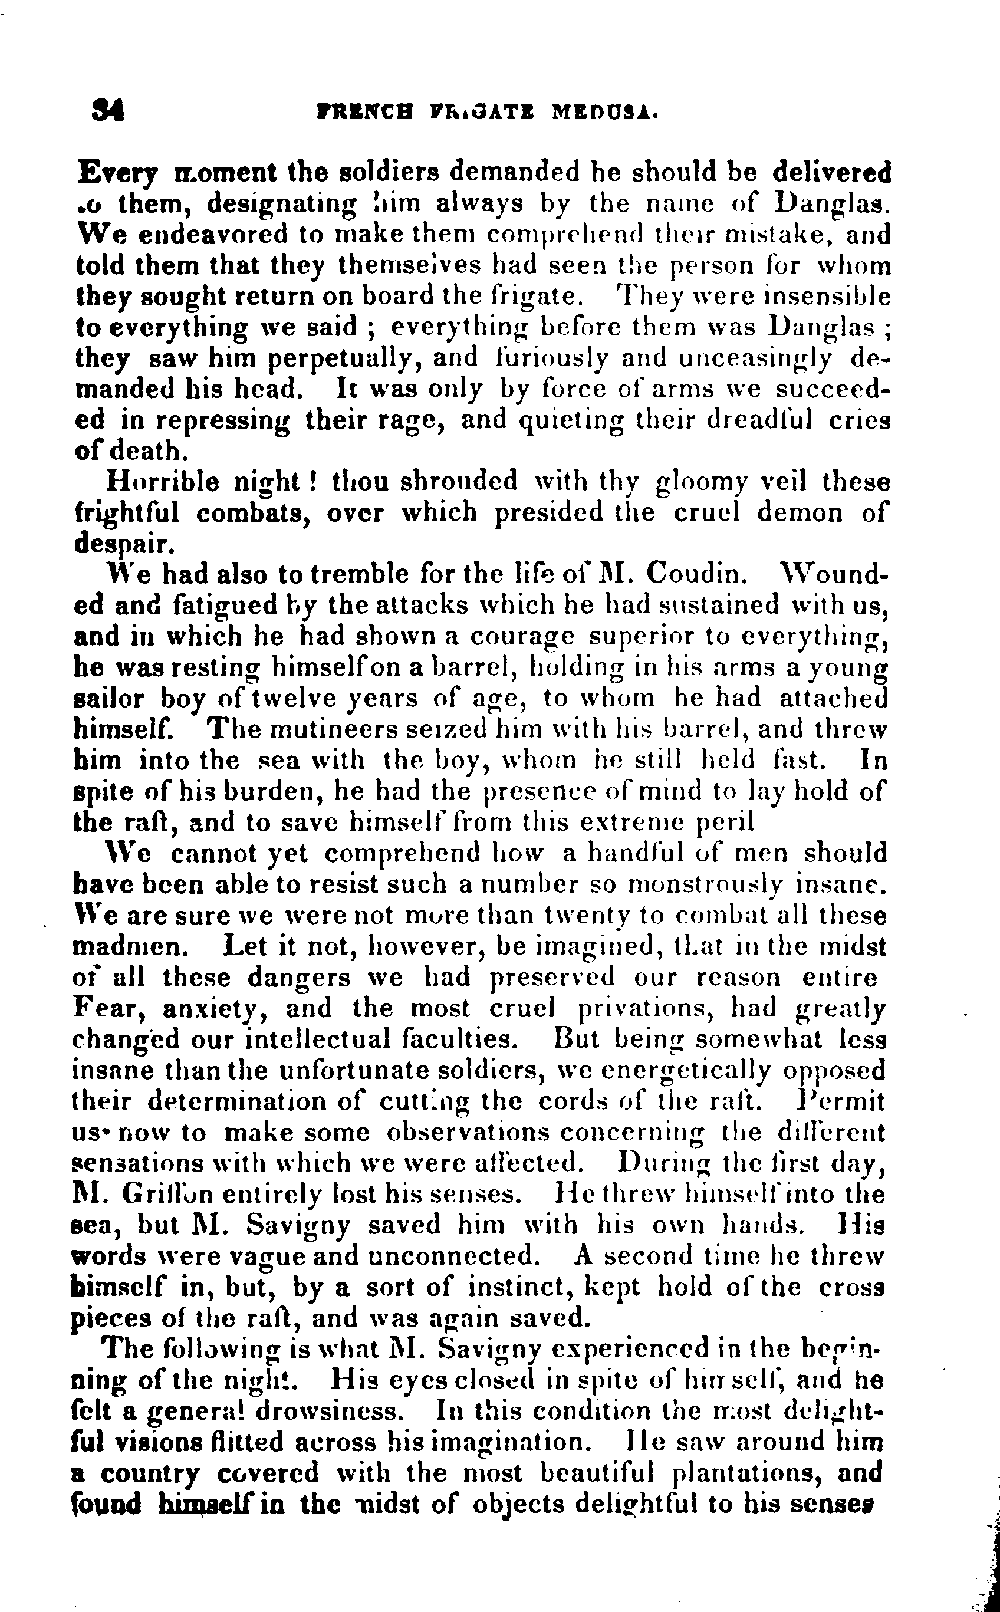 34 FRENCH FRIGATE MEDUSA.
Every moment the soldiers demanded he should be delivered
to them, designating him always by the name of Danglas.
We endeavored to make them comprehend their mistake, and
told them that they themselves had seen the person for whom
they sought return on board the frigate. They were insensible
to everything we said ; everything before them was Danglas ;
they saw him perpetually, and furiously and unceasingly de-
manded his head. It was only by force of arms we succeed-
ed in repressing their rage, and quieting their dreadful cries
of death.
Horrible night ! thou shrouded with thy gloomy veil these
frightful combats, over which presided the cruel demon of
despair.
We had also to tremble for the life of M. Coudin. Wound-
ed and fatigued by the attacks which he had sustained with us,
and in which he had shown a courage superior to everything,
he was resting himself on a barrel, holding in his arms a young
sailor boy of twelve years of age, to whom he had attached
himself. The mutineers seized him with his barrel, and threw
him into the sea with the boy, whom he still held fast. In
spite of his burden, he had the presence of mind to lay hold of
the raft, and to save himself from this extreme peril
We cannot yet comprehend how a handful of men should
have been able to resist such a number so monstrously insane.
We are sure we were not more than twenty to combat all these
madmen. Let it not, however, be imagined, that in the midst
of all these dangers we had preserved our reason entire
Fear, anxiety, and the most cruel privations, had greatly
changed our intellectual faculties. But being somewhat less
insane than the unfortunate soldiers, we energetically opposed
their determination of cutting the cords of the raft. Permit
us now to make some observations concerning the different
sensations with which we were affected. During the first day,
M. Griffon entirely lost his senses. He threw himself into the
sea, but M. Savigny saved him with his own hands. His
words were vague and unconnected. A second time he threw
himself in, but, by a sort of instinct, kept hold of the cross
pieces of the raft, and was again saved.
The following is what M. Savigny experienced in the begin-
ning of the night. His eyes closed in spite of himself, and he
felt a general drowsiness. In this condition the most delight-
ful visions flitted across his imagination. He saw around him
a country covered with the most beautiful plantations, and
found himself in the midst of objects delightful to his senses